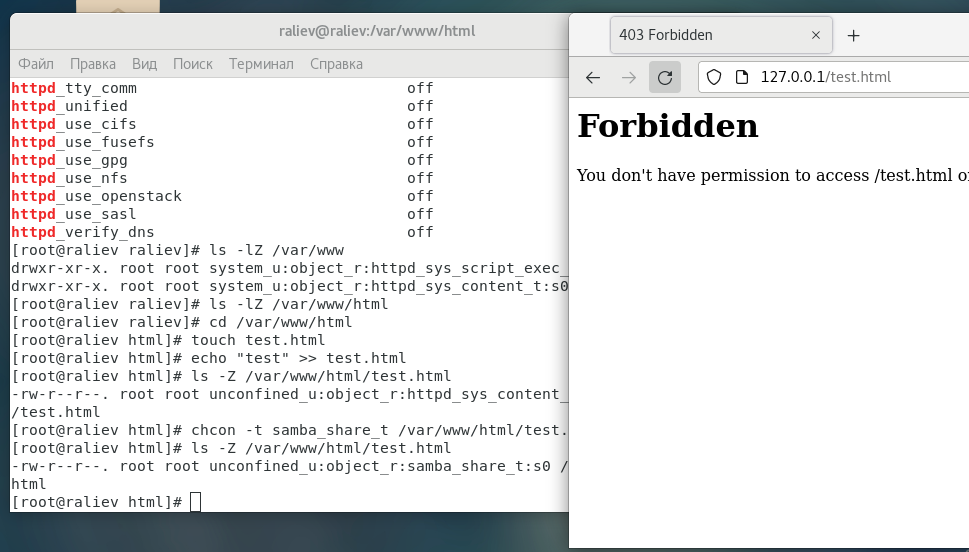 raliev@raliev:/var/www/html
Файл Правка Вид Поиск Терминал Справка
httpd_tty_comm off
httpd_unified off
httpd_use_cifs off
httpd_use_fusefs off
httpd_use_gpg off
httpd_use_nfs off
httpd_use_openstack off
httpd_use_sasl off
httpd_verify_dns off
[root@raliev raliev]# ls -lZ /var/www
drwxr-xr-x. root root system_u:object_r:httpd_sys_script_exec_
drwxr-xr-x. root root system_u:object_r:httpd_sys_content_t:s0
[root@raliev raliev]# ls -lZ /var/www/html
[root@raliev raliev]# cd /var/www/html
[root@raliev html]# touch test.html
[root@raliev html]# echo "test" >> test.html
[root@raliev html]# ls -Z /var/www/html/test.html
-rw-r--r--. root root unconfined_u:object_r:httpd_sys_content_
/test.html
[root@raliev html]# chcon -t samba_share_t /var/www/html/test.
[root@raliev html]# ls -Z /var/www/html/test.html
-rw-r--r--. root root unconfined_u:object_r:samba_share_t:s0 /
html
[root@raliev html]#
403 Forbidden
127.0.0.1/test.html
Forbidden
You don't have permission to access /test.html